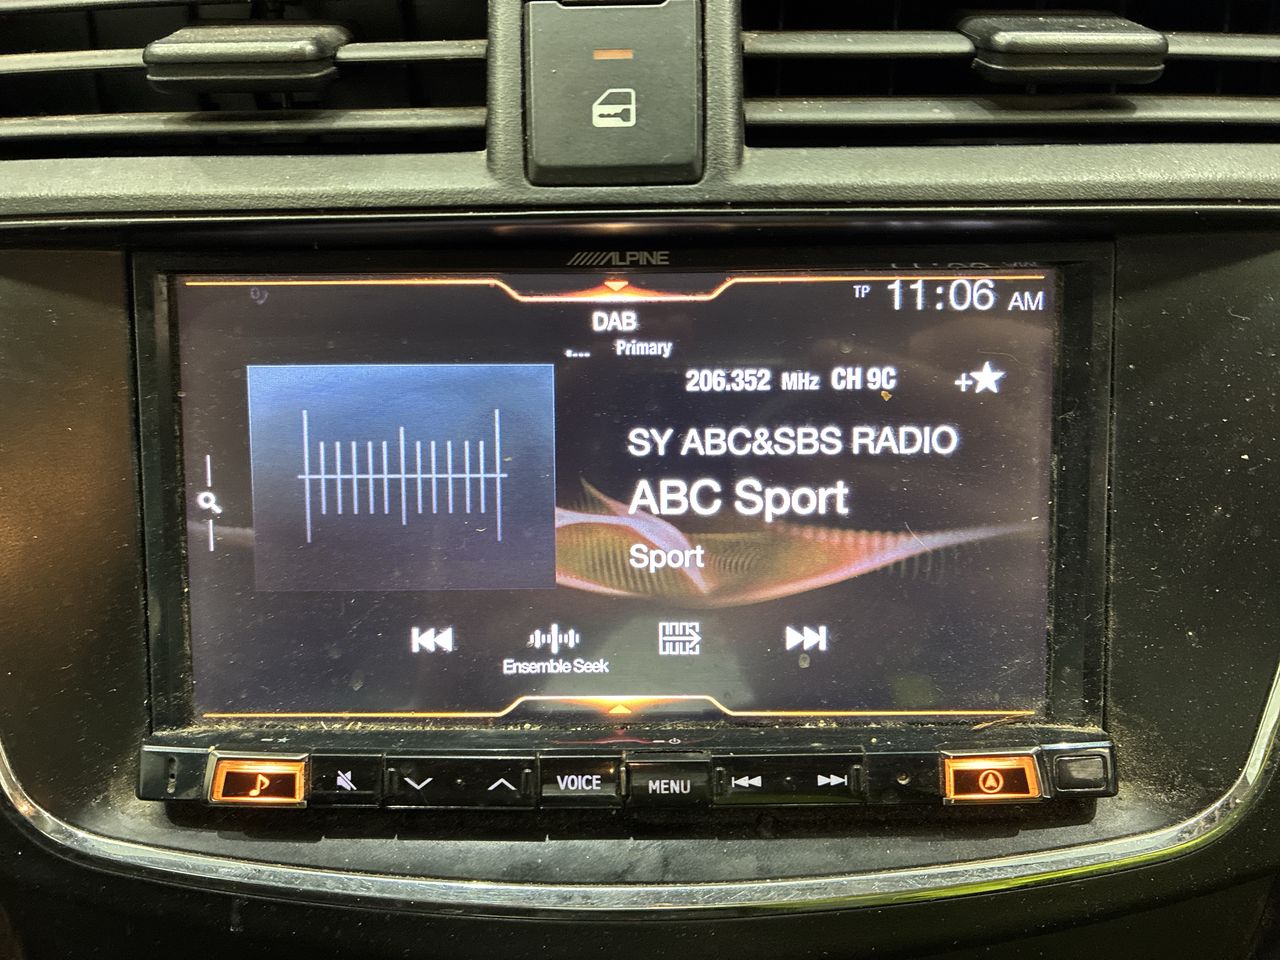 ALPINE
TP 11:06 AM
DAB
Primary
206.352 MHz CH 9C
SY ABC&SBS RADIO
ABC Sport
Sport
Ensemble Seek
VOICE
MENU